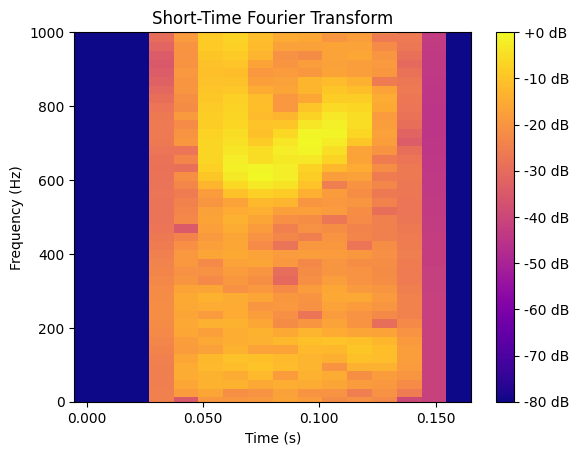 Short-Time Fourier Transform
Frequency (Hz)
1000
800
600
400
200
0
0.000
0.050
0.100
0.150
Time (s)
+0 dB
-10 dB
-20 dB
-30 dB
-40 dB
-50 dB
-60 dB
-70 dB
-80 dB